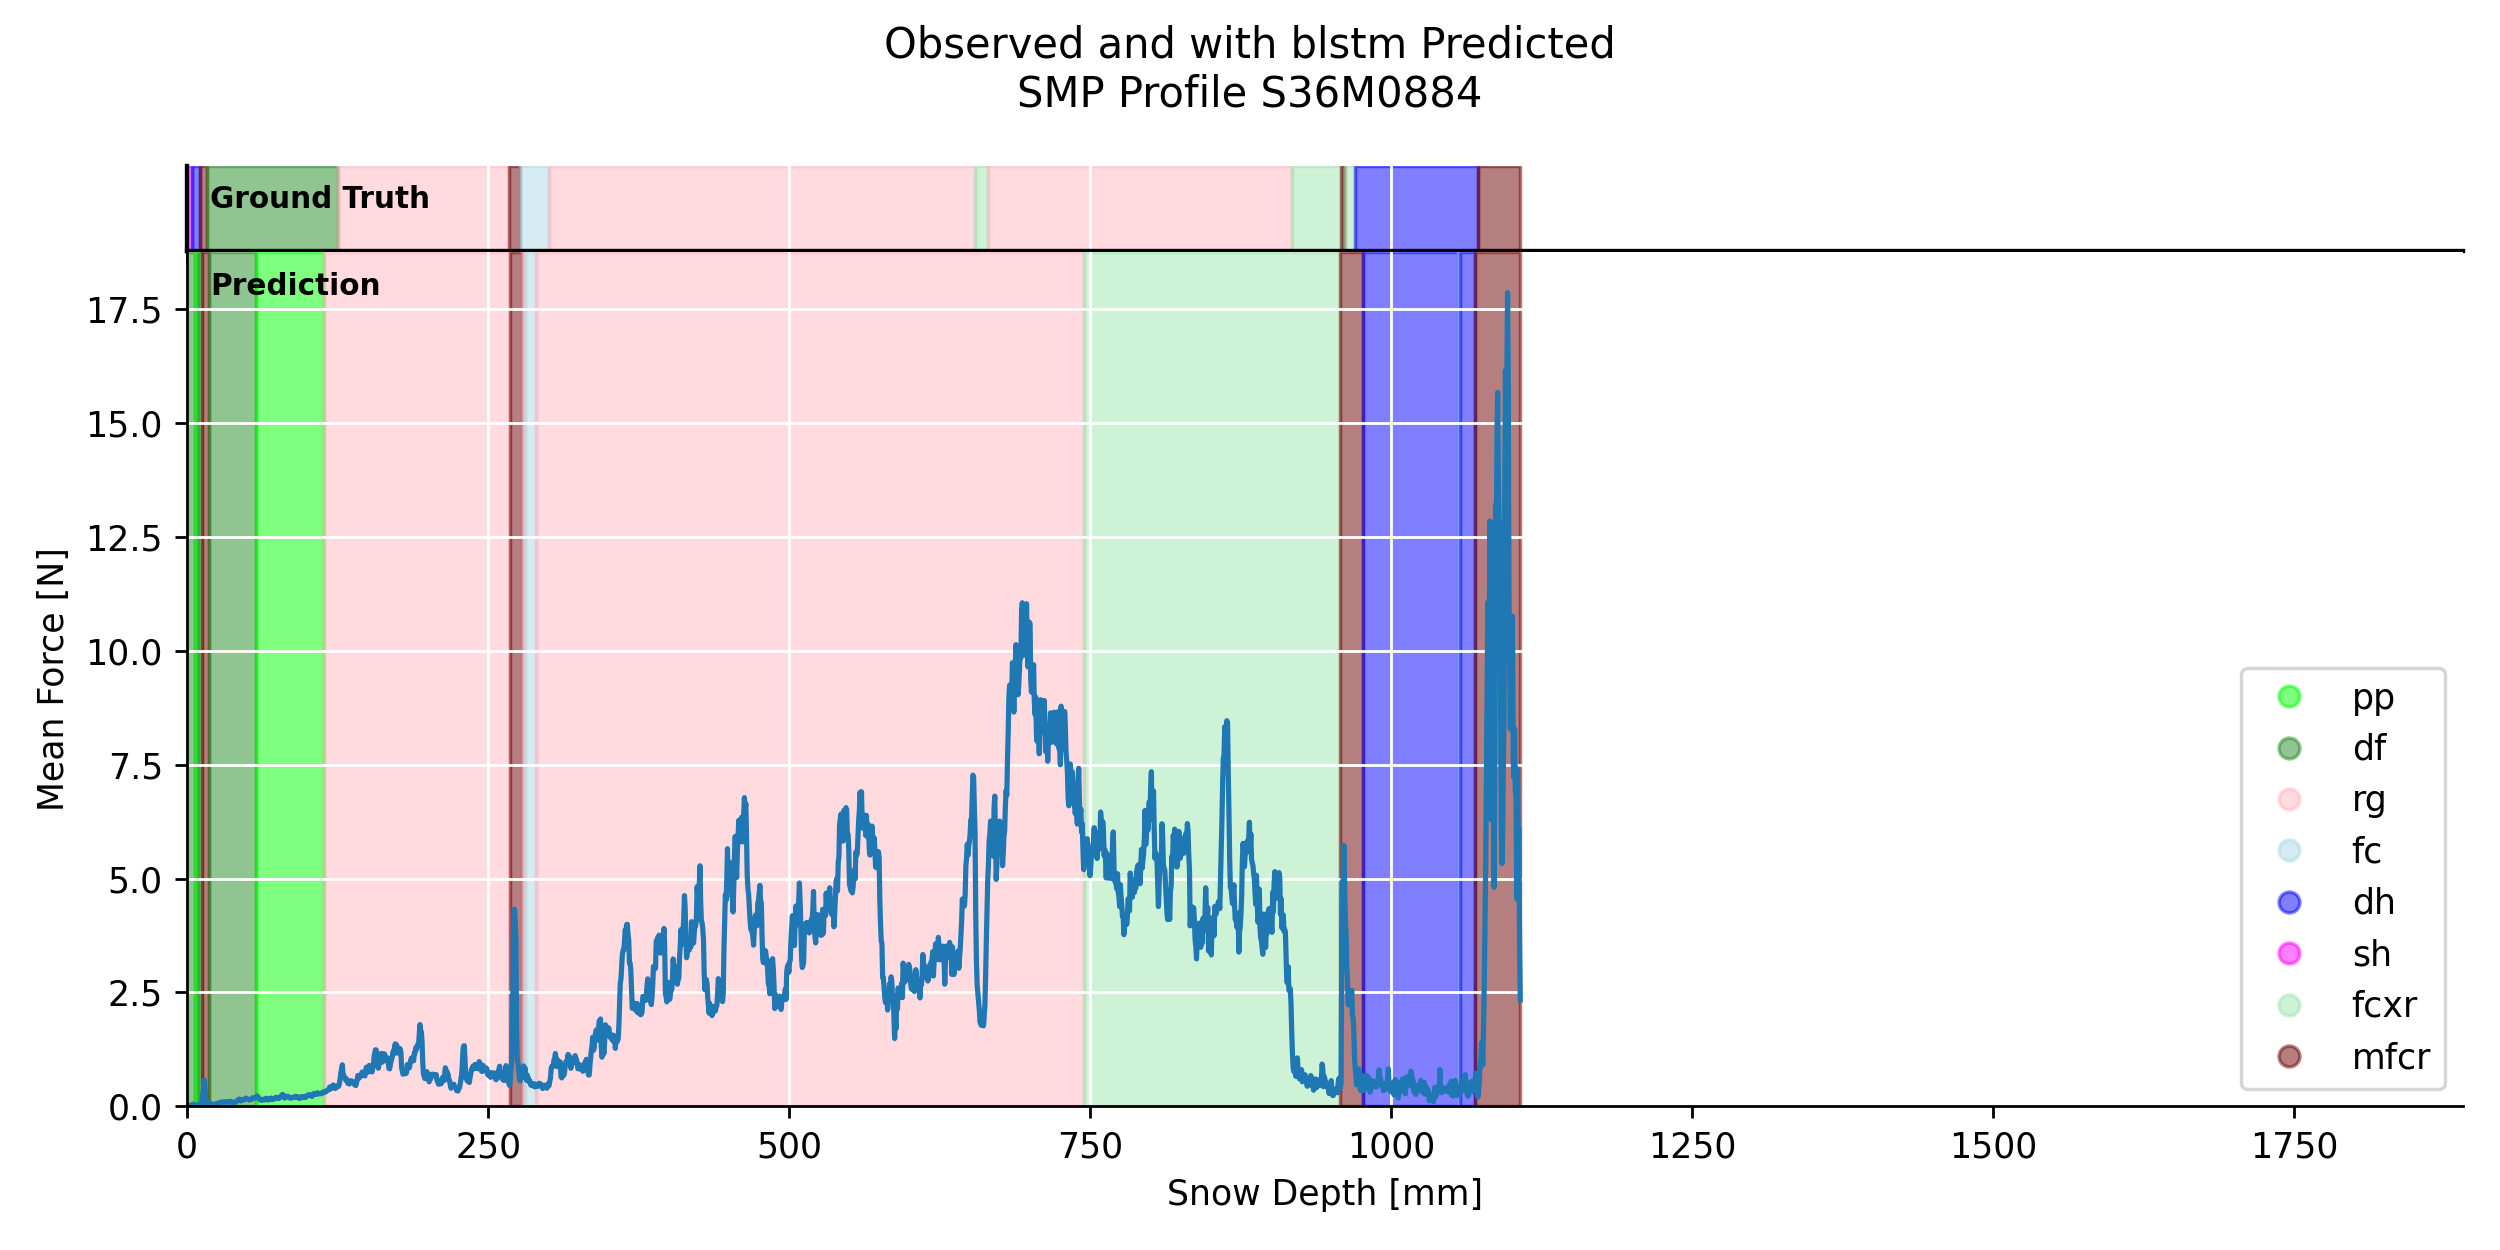 Observed and with blstm Predicted
SMP Profile S36M0884
Ground Truth
Prediction
17.5
15.0
12.5
10.0
7.5
5.0
2.5
0.0
Mean Force [N]
0 250 500 750 1000 1250 1500 1750
Snow Depth [mm]
pp
df
rg
fc
dh
sh
fcxr
mfcr